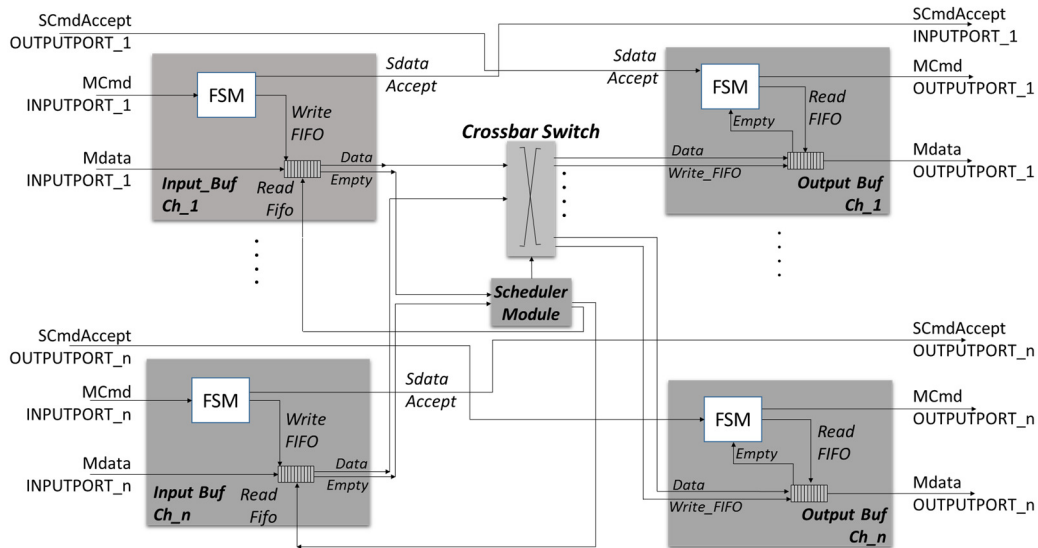 SCmdAccept
OUTPUTPORT_1
SCmdAccept
INPUTPORT_1
MCmd
INPUTPORT_1
FSM
Sdata
Accept
Write
FIFO
Sdata
Accept
FSM
MCmd
OUTPUTPORT_1
Read
FIFO
Empty
Crossbar Switch
Mdata
INPUTPORT_1
Data
Empty
Input_Buf
Ch_1
Read
Fifo
Data
Write_FIFO
Mdata
OUTPUTPORT_1
Output Buf
Ch_1
Scheduler
Module
SCmdAccept
OUTPUTPORT_n
SCmdAccept
OUTPUTPORT_n
MCmd
INPUTPORT_n
FSM
Sdata
Accept
Write
FIFO
FSM
MCmd
OUTPUTPORT_n
Read
FIFO
Empty
Mdata
INPUTPORT_n
Data
Empty
Input Buf
Ch_n
Read
Fifo
Data
Write_FIFO
Mdata
OUTPUTPORT_n
Output Buf
Ch_n